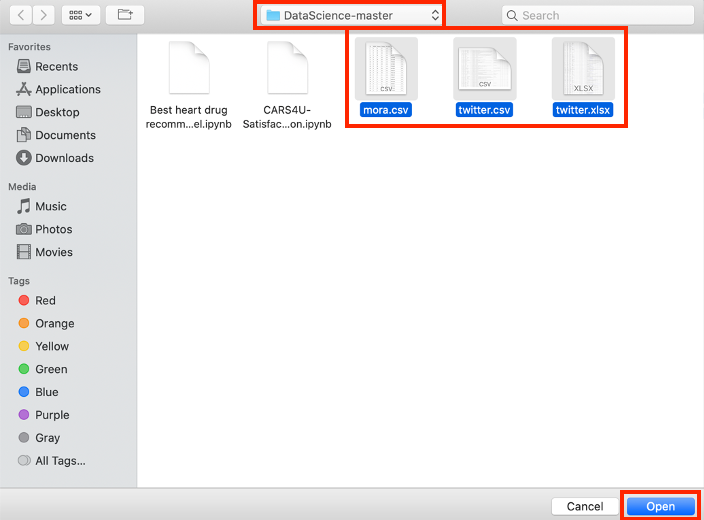 DataScience-master
Search
Favorites
Recents
Applications
Desktop
Documents
Downloads
Media
Music
Photos
Movies
Tags
Red
Orange
Yellow
Green
Blue
Purple
Gray
All Tags...
Best heart drug
recomm...el.ipynb
CARS4U-
Satisfac...on.ipynb
CSV
mora.csv
CSV
twitter.csv
XLSX
twitter.xlsx
Cancel
Open